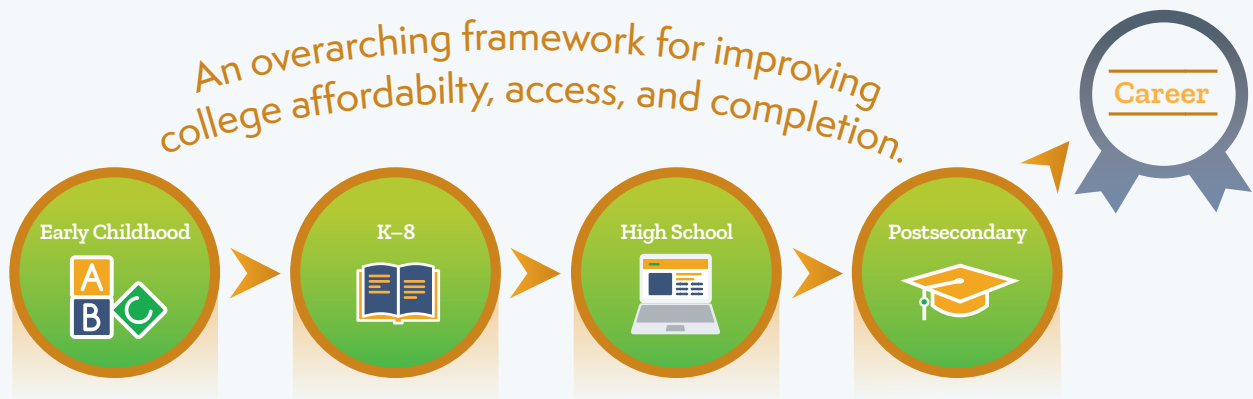 An overarching framework for improving
college affordabilty, access, and completion.
Career
Early Childhood
K–8
High School
Postsecondary
A
B
C